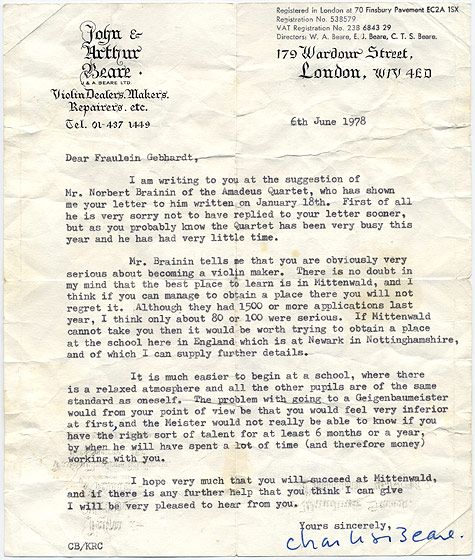 John &
Arthur
Beare.
J & A. BEARE LTD.
Violin Dealers, Makers,
Repairers, etc.
Tel. 01-437 1449
Registered in London at 70 Finsbury Pavement EC2A 1SX
Registration No. 538579
VAT Registration No. 238 6843 29
Directors: W. A. Beare, E. J. Beare, C. T. S. Beare.
179 Wardour Street,
London, W1V 4ED
6th June 1978
Dear Fraulein Gebhardt,
I am writing to you at the suggestion of
Mr. Norbert Brainin of the Amadeus Quartet, who has shown
me your letter to him written on January 18th. First of all
he is very sorry not to have replied to your letter sooner,
but as you probably know the Quartet has been very busy this
year and he has had very little time.
Mr. Brainin tells me that you are obviously very
serious about becoming a violin maker. There is no doubt in
my mind that the best place to learn is in Mittenwald, and I
think if you can manage to obtain a place there you will not
regret it. Although they had 1500 or more applications last
year, I think only about 80 or 100 were serious. If Mittenwald
cannot take you then it would be worth trying to obtain a place
at the school here in England which is at Newark in Nottinghamshire,
and of which I can supply further details.
It is much easier to begin at a school, where there
is a relaxed atmosphere and all the other pupils are of the same
standard as oneself. The problem with going to a Geigenbaumeister
would from your point of view be that you would feel very inferior
at first, and the Meister would not really be able to know if you
have the right sort of talent for at least 6 months or a year,
by when he will have spent a lot of time (and therefore money)
working with you.
I hope very much that you will succeed at Mittenwald,
and if there is any further help that you think I can give
I will be very pleased to hear from you.
Yours sincerely,
Charles Beare.
CB/KRC